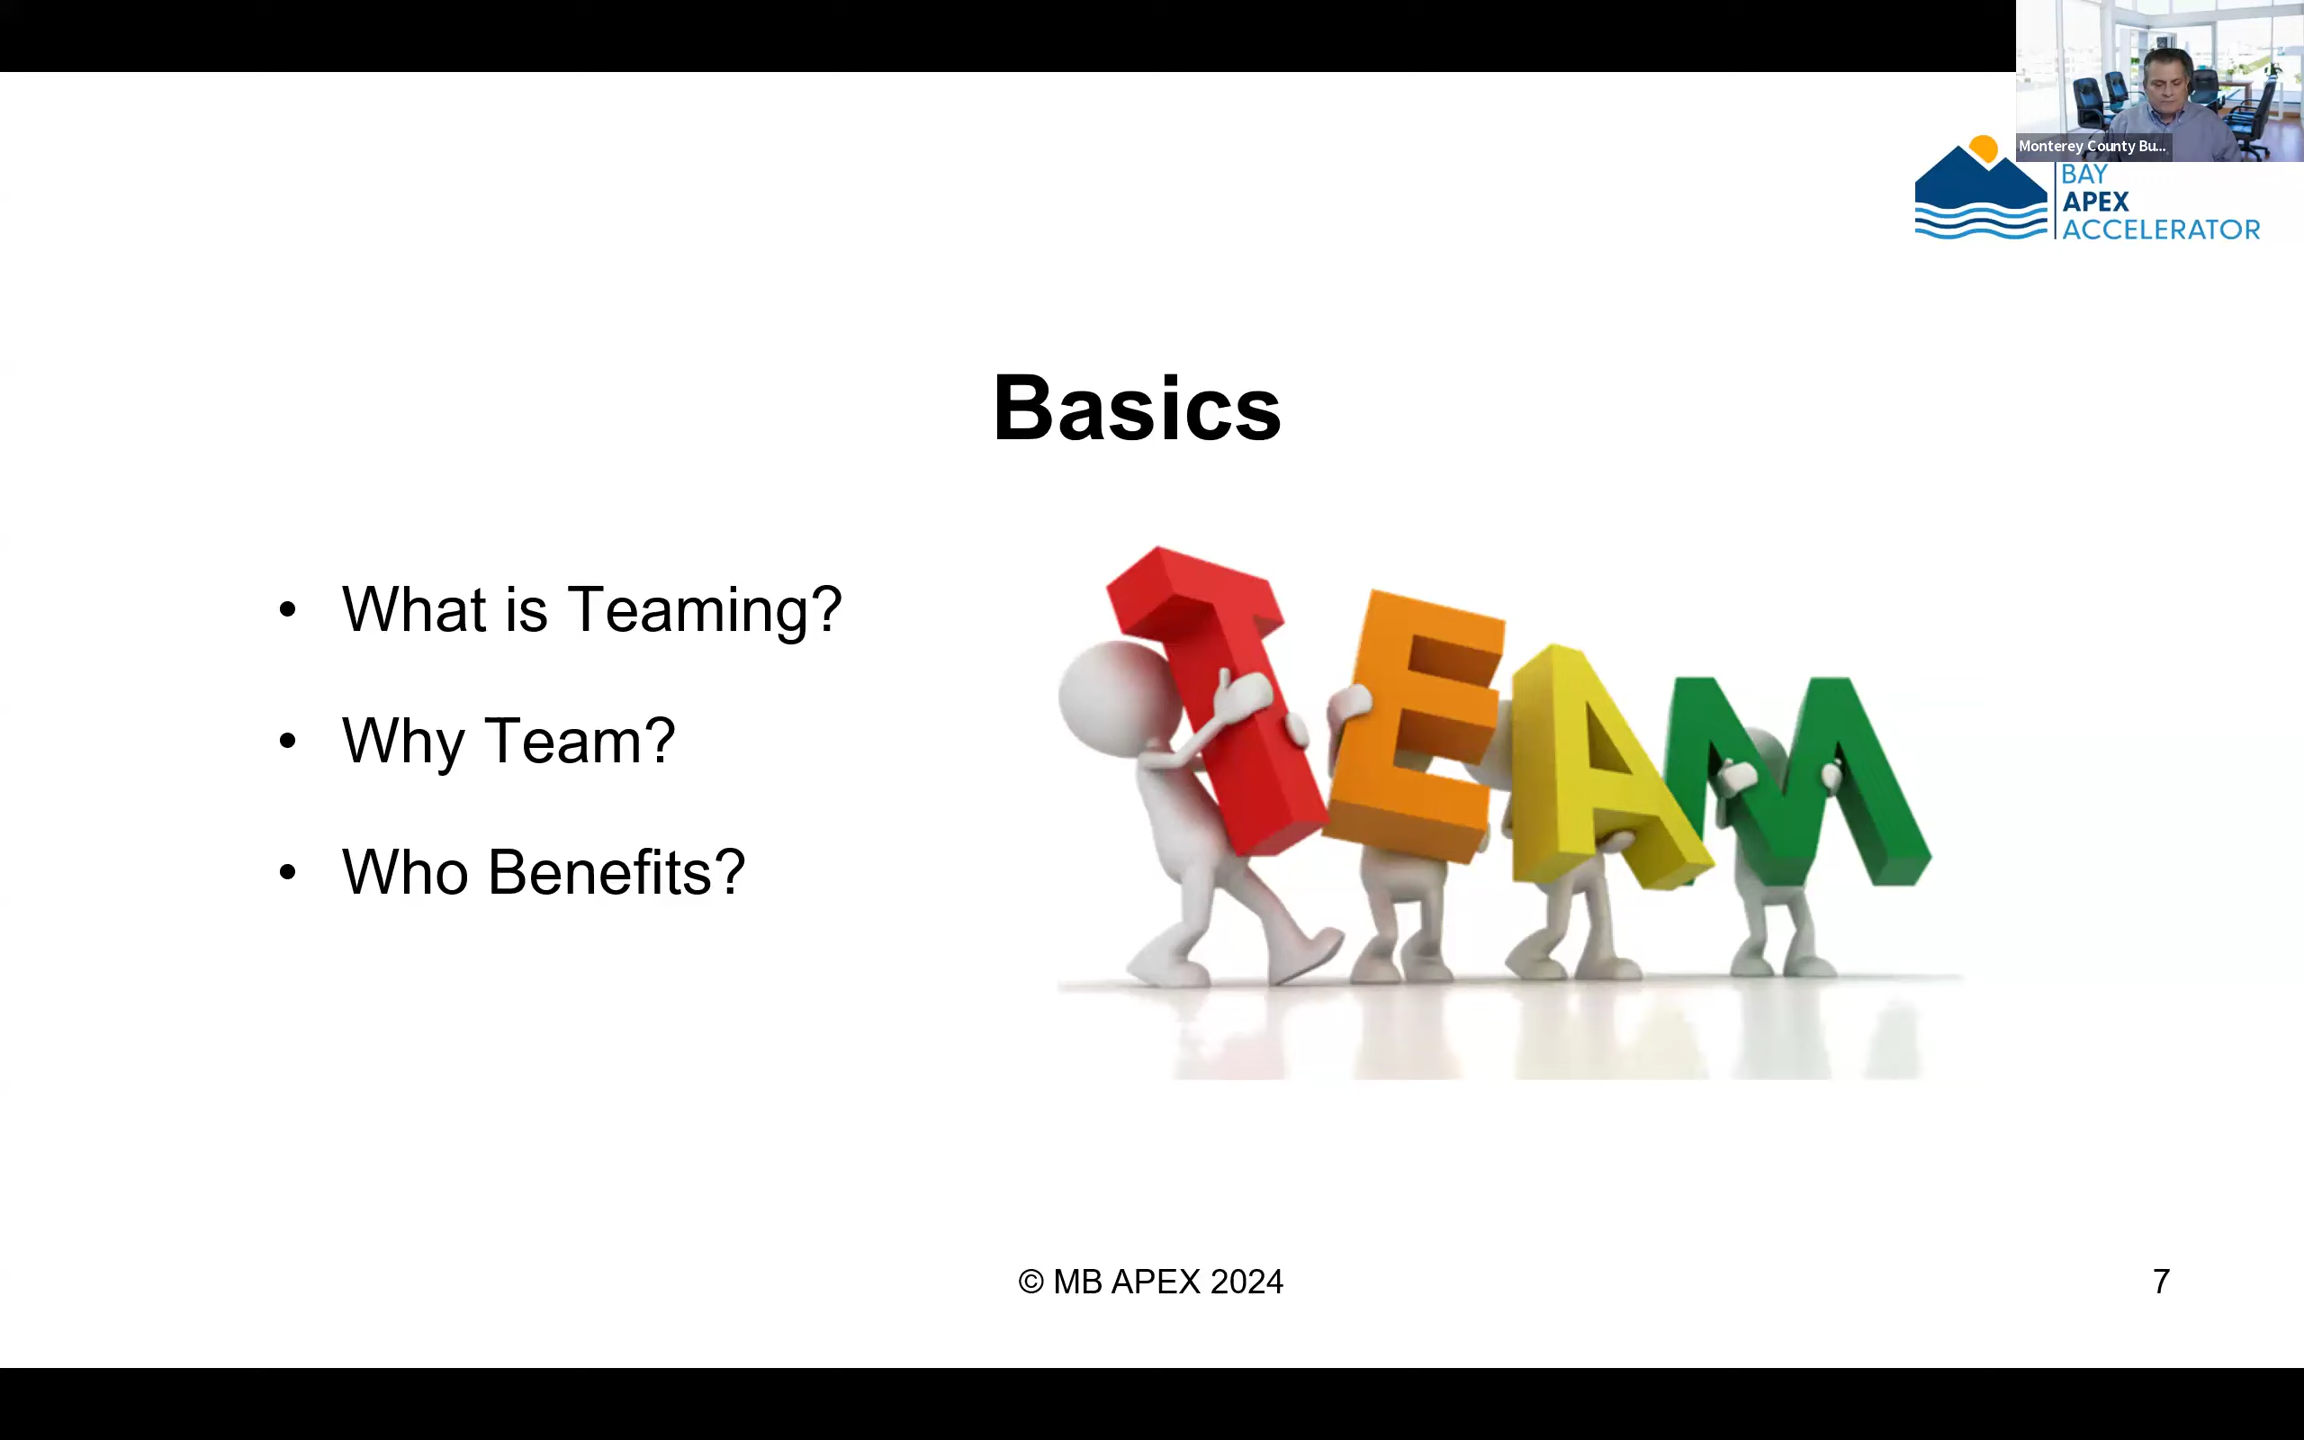 Monterey County Bu...
BAY
APEX
ACCELERATOR
Basics
• What is Teaming?
• Why Team?
• Who Benefits?
TEAM
© MB APEX 2024
7